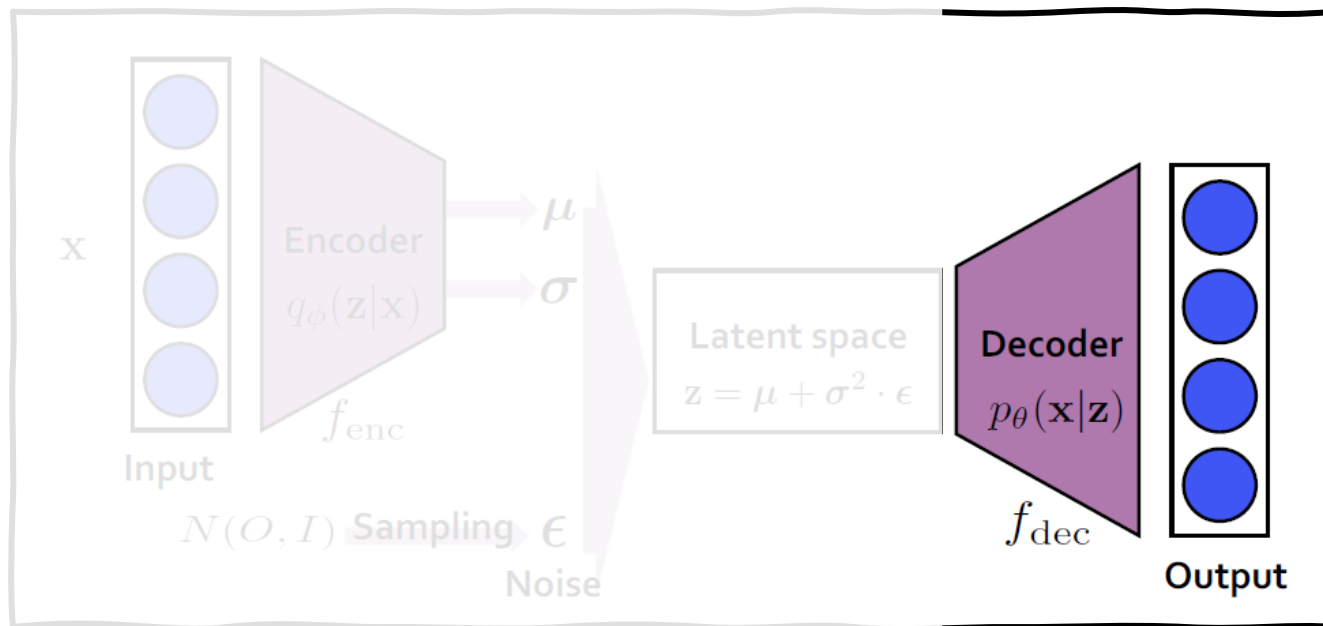 x
Encoder
q_ϕ(z|x)
f_enc
Input
μ
σ
N(O, I) Sampling ϵ
Noise
Latent space
z = μ + σ² · ϵ
Decoder
p_θ(x|z)
f_dec
Output